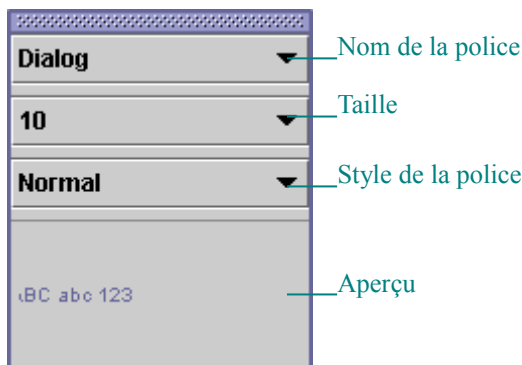 Dialog
Nom de la police
10
Taille
Normal
Style de la police
BC abc 123
Aperçu